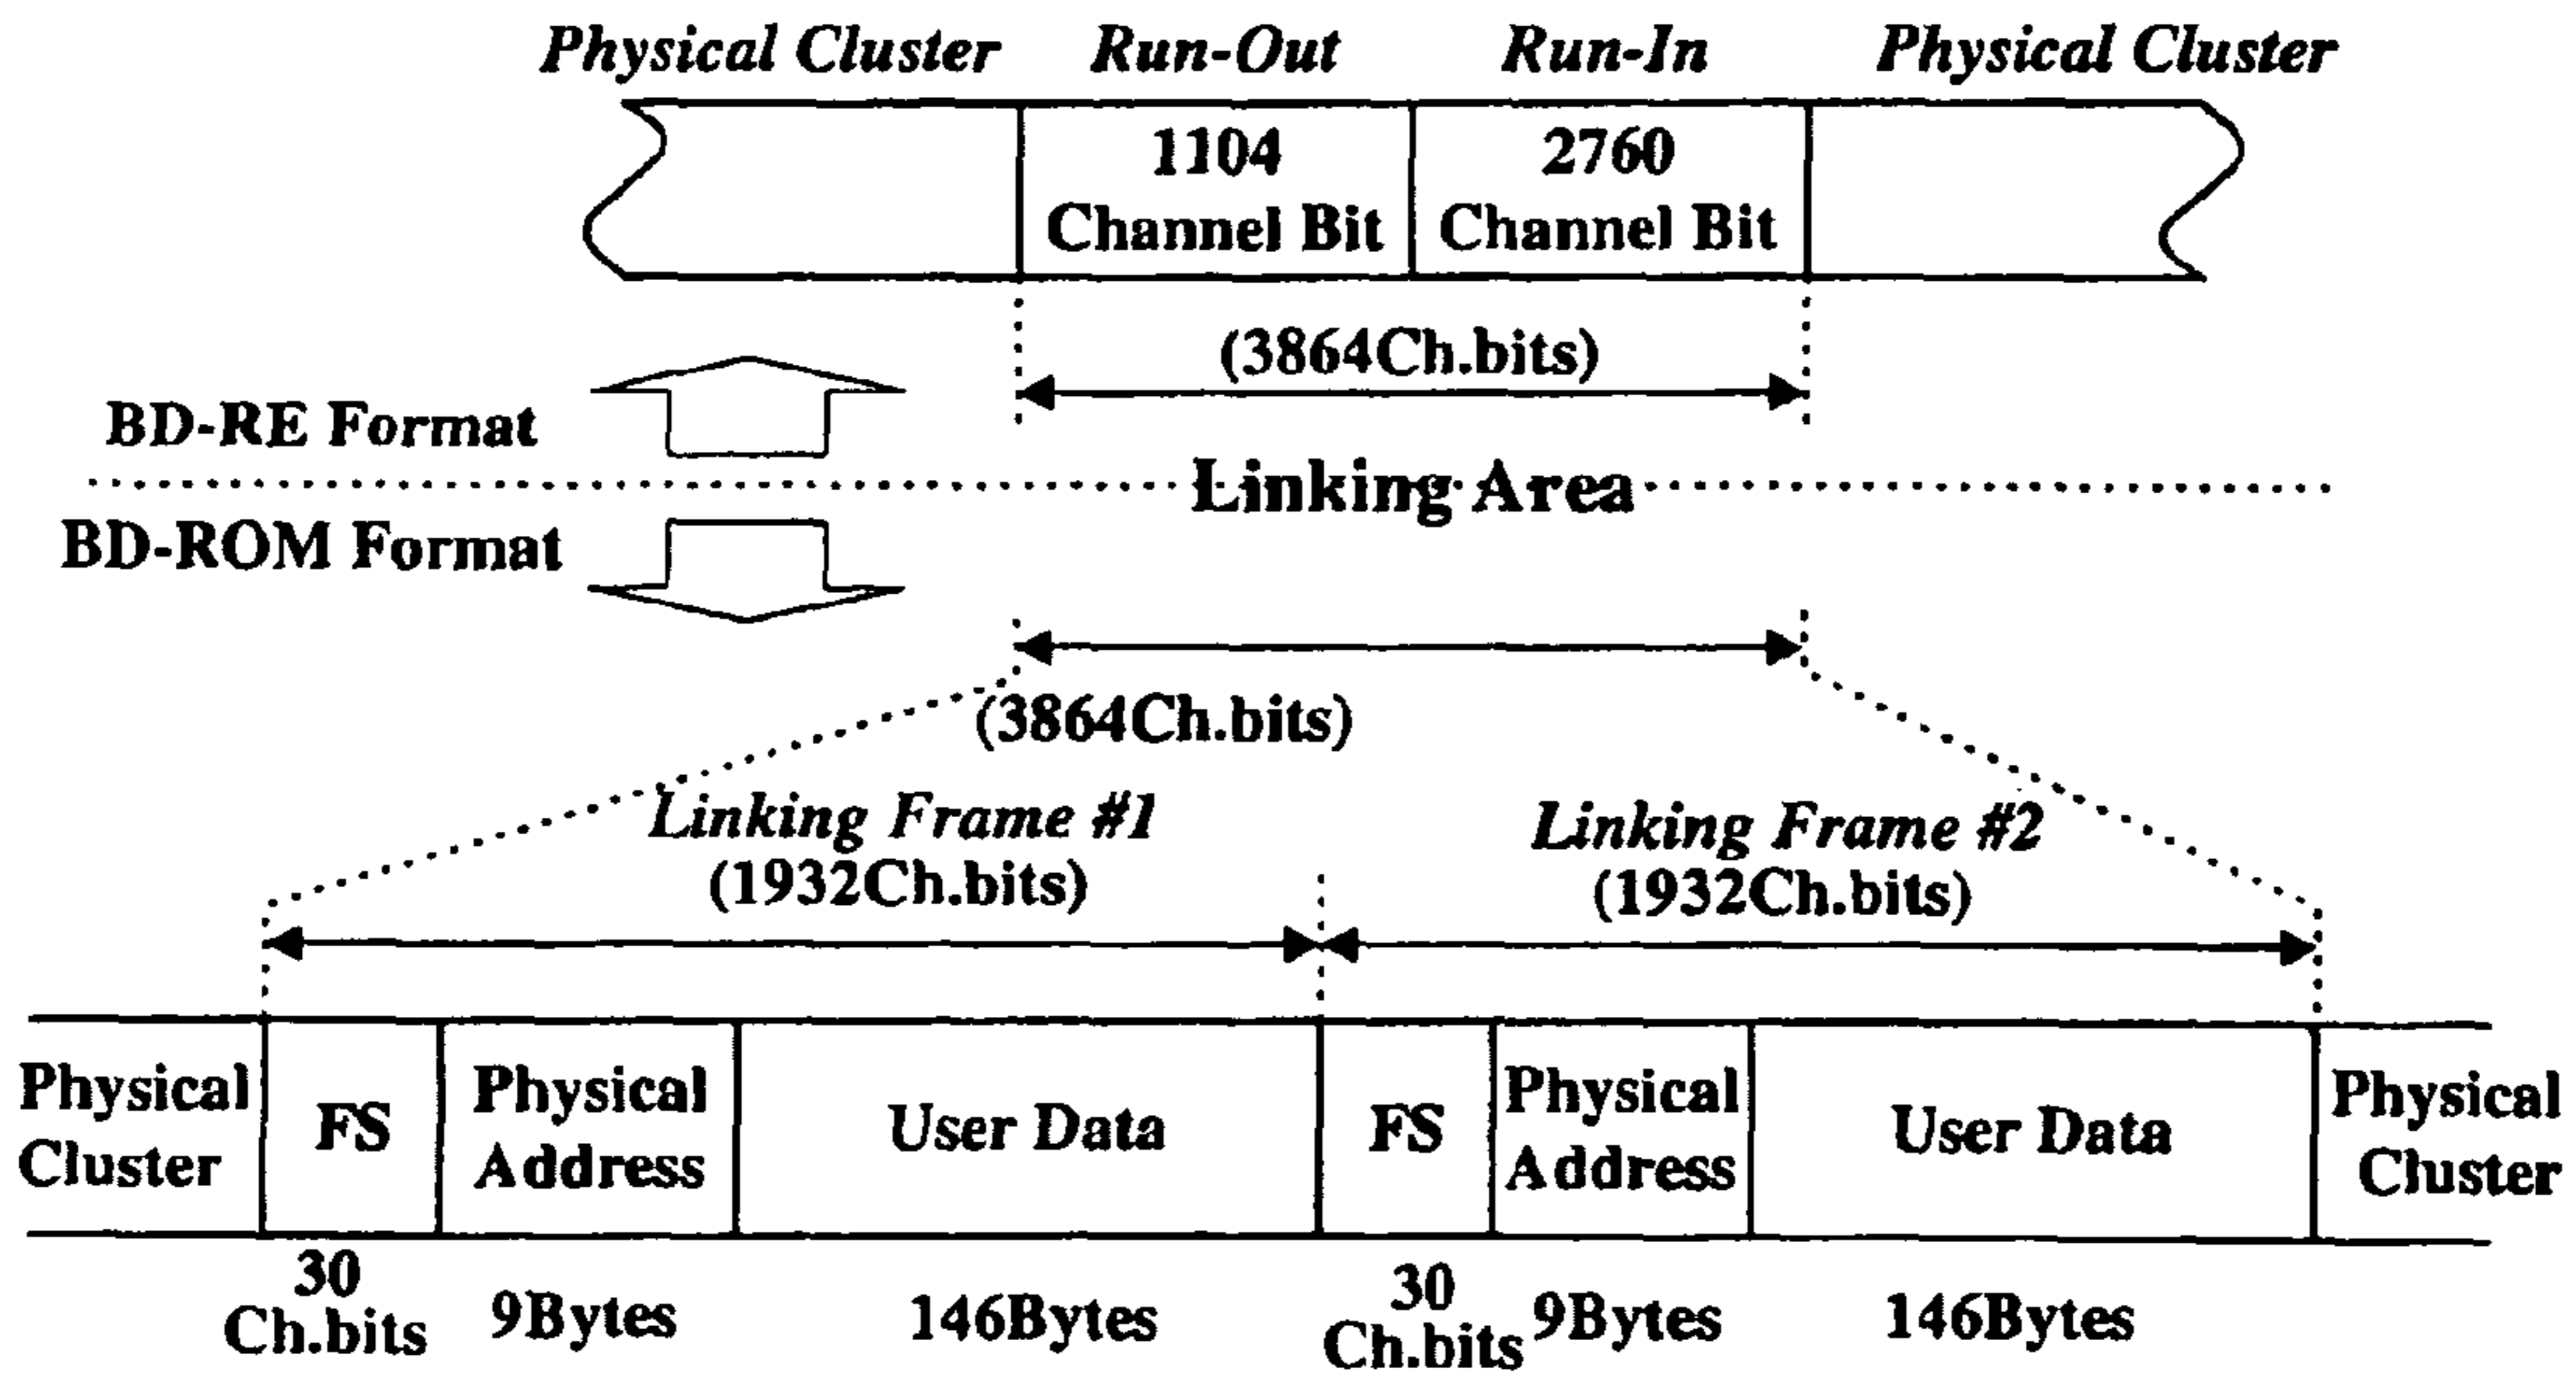 Physical Cluster Run-Out Run-In Physical Cluster
1104 Channel Bit
2760 Channel Bit
(3864Ch.bits)
BD-RE Format
Linking Area
BD-ROM Format
(3864Ch.bits)
Linking Frame #1
(1932Ch.bits)
Linking Frame #2
(1932Ch.bits)
Physical Cluster
FS
Physical Address
User Data
FS
Physical Address
User Data
Physical Cluster
30 Ch.bits
9Bytes
146Bytes
30 Ch.bits
9Bytes
146Bytes